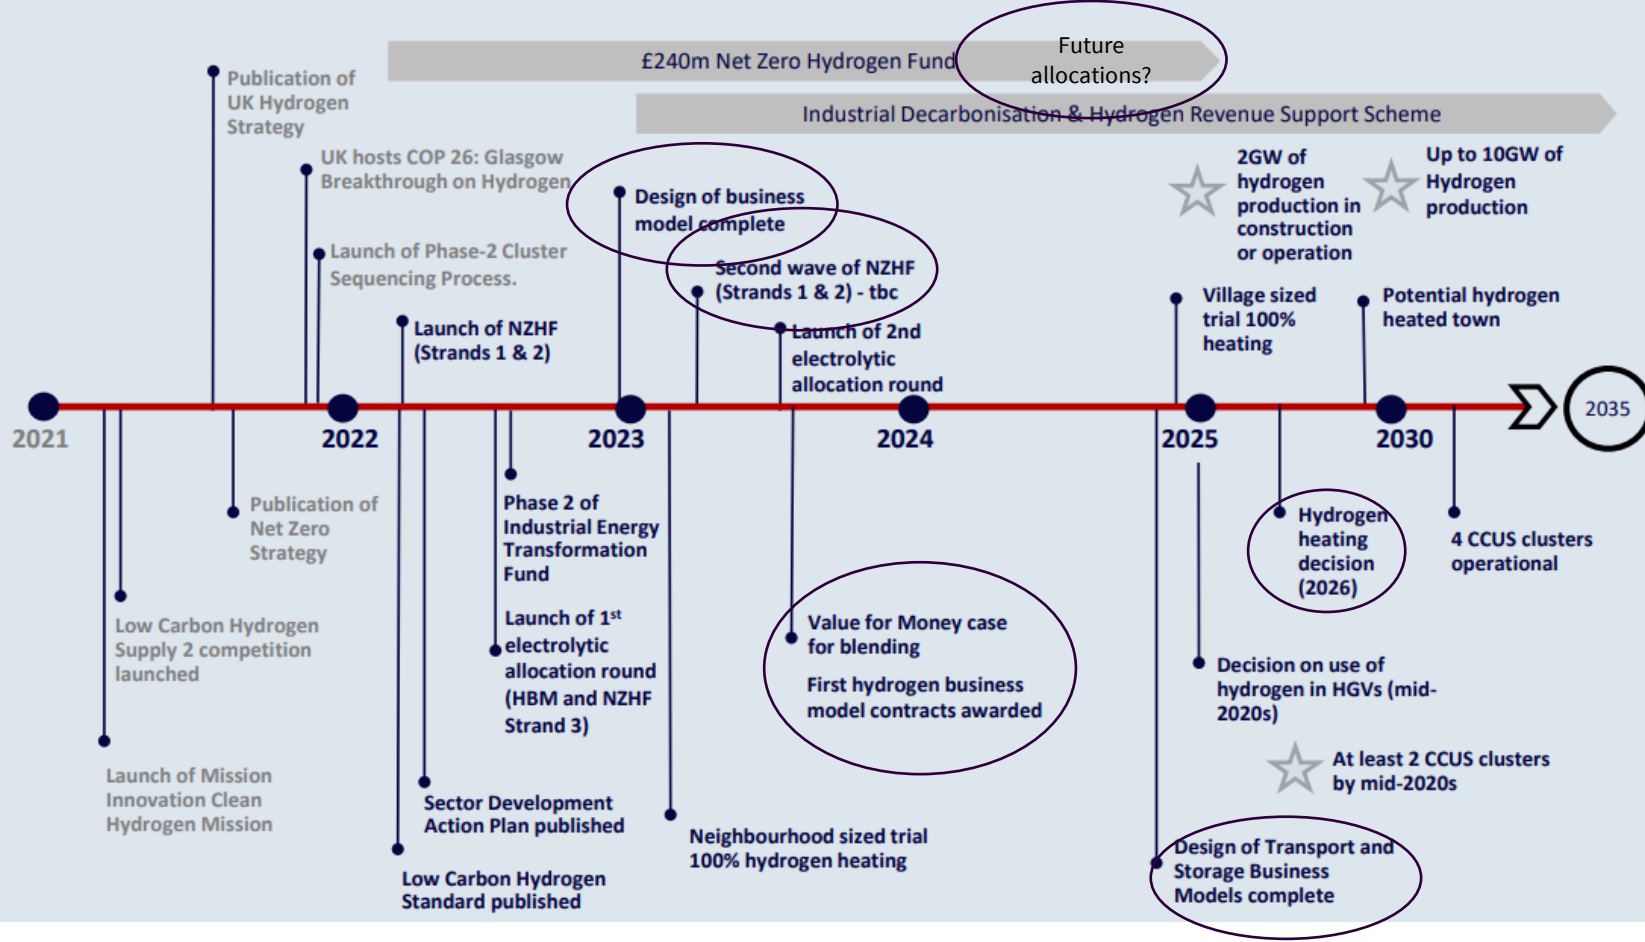 £240m Net Zero Hydrogen Fund
Future
allocations?
Industrial Decarbonisation & Hydrogen Revenue Support Scheme
Publication of
UK Hydrogen
Strategy
UK hosts COP 26: Glasgow
Breakthrough on Hydrogen
Launch of Phase-2 Cluster
Sequencing Process.
Launch of NZHF
(Strands 1 & 2)
Design of business
model complete
Second wave of NZHF
(Strands 1 & 2) - tbc
Launch of 2nd
electrolytic
allocation round
2GW of
hydrogen
production in
construction
or operation
Up to 10GW of
Hydrogen
production
Village sized
trial 100%
heating
Potential hydrogen
heated town
2021
2022
2023
2024
2025
2030
2035
Publication of
Net Zero
Strategy
Low Carbon Hydrogen
Supply 2 competition
launched
Launch of Mission
Innovation Clean
Hydrogen Mission
Phase 2 of
Industrial Energy
Transformation
Fund
Launch of 1st
electrolytic
allocation round
(HBM and NZHF
Strand 3)
Sector Development
Action Plan published
Low Carbon Hydrogen
Standard published
Neighbourhood sized trial
100% hydrogen heating
Value for Money case
for blending
First hydrogen business
model contracts awarded
Hydrogen
heating
decision
(2026)
4 CCUS clusters
operational
Decision on use of
hydrogen in HGVs (mid-
2020s)
At least 2 CCUS clusters
by mid-2020s
Design of Transport and
Storage Business
Models complete